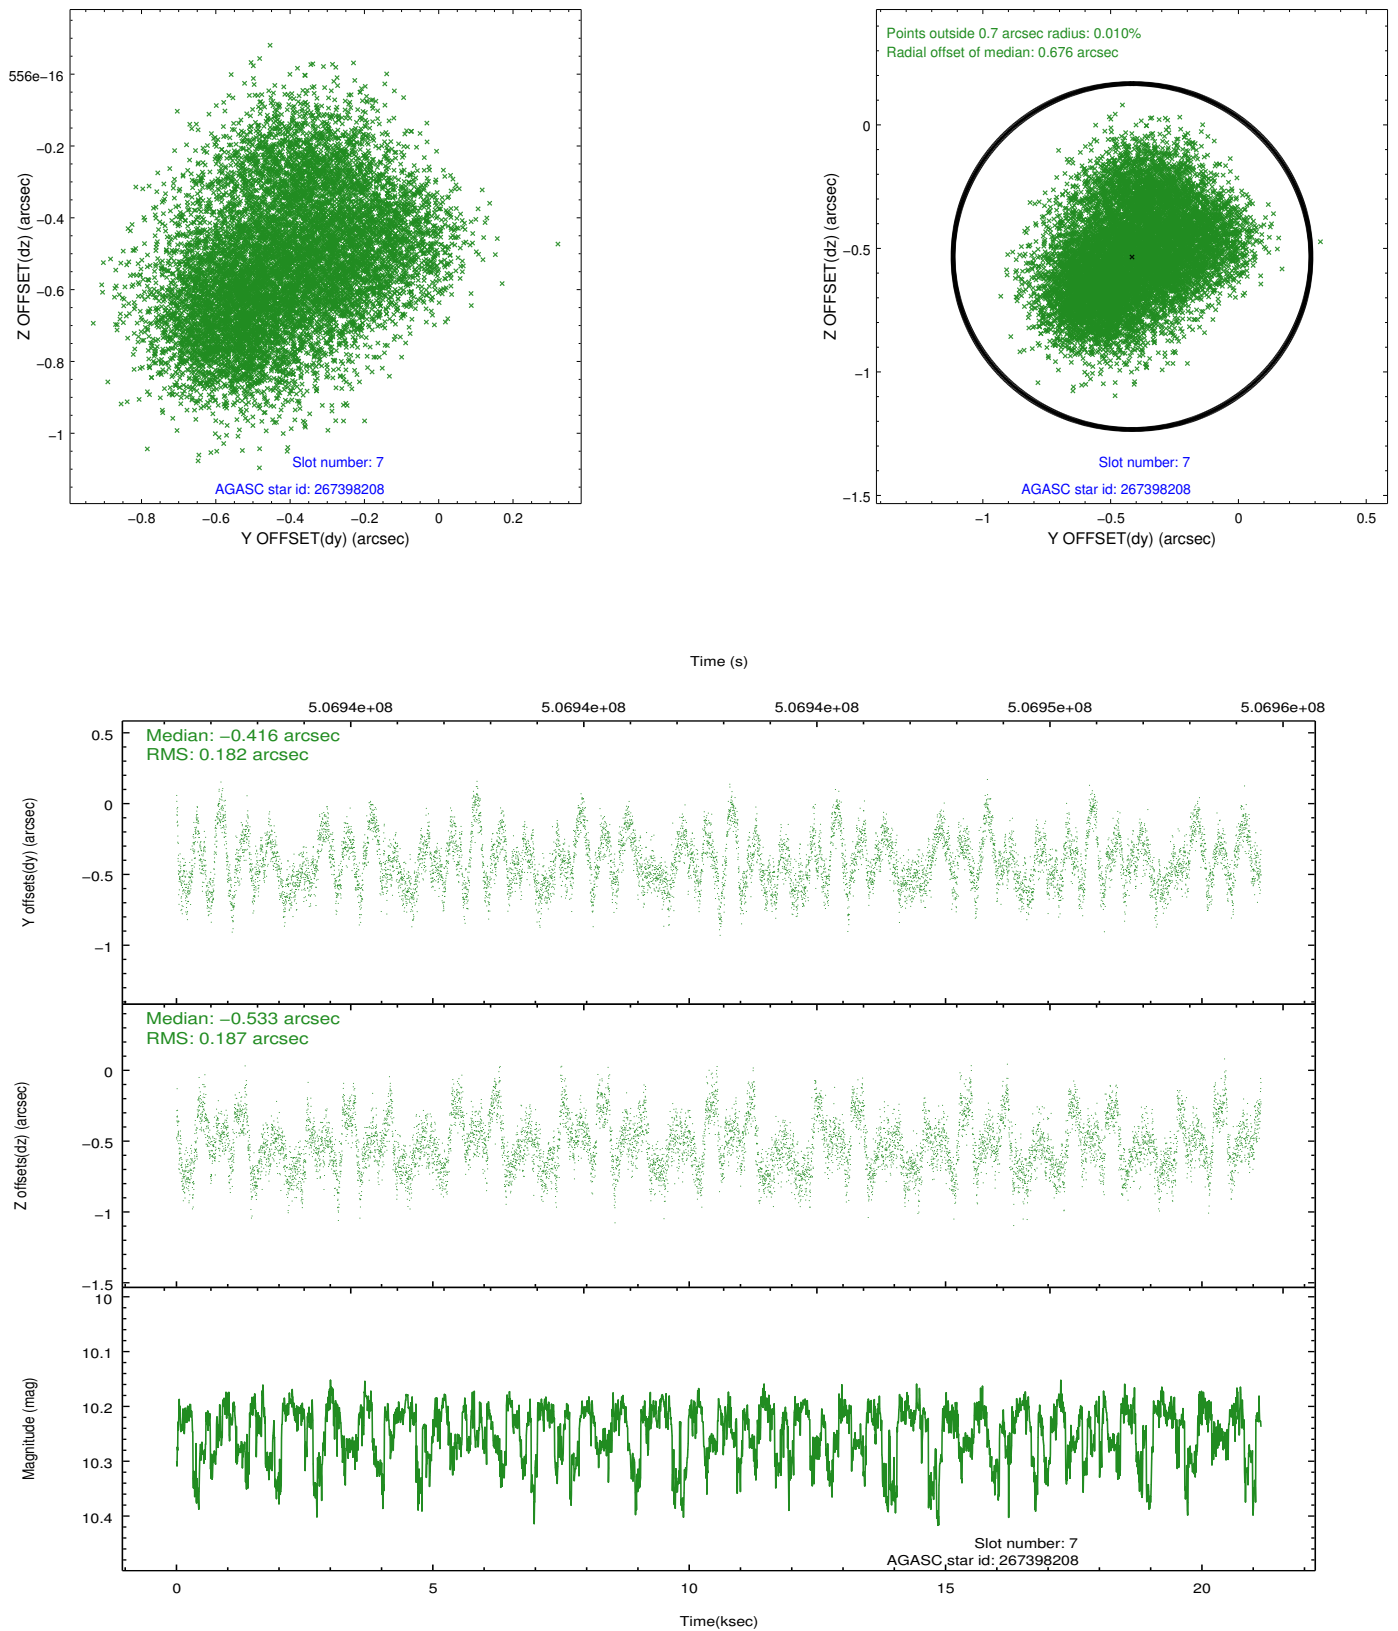 556e−16
−0.2
−0.4
−0.6
−0.8
−1
Z OFFSET(dz) (arcsec)
Slot number: 7
AGASC star id: 267398208
−0.8 −0.6 −0.4 −0.2 0 0.2
Y OFFSET(dy) (arcsec)
Points outside 0.7 arcsec radius: 0.010%
Radial offset of median: 0.676 arcsec
0
−0.5
−1
−1.5
Z OFFSET(dz) (arcsec)
Slot number: 7
AGASC star id: 267398208
−1 −0.5 0 0.5
Y OFFSET(dy) (arcsec)
Time (s)
5.0694e+08 5.0694e+08 5.0694e+08 5.0695e+08 5.0696e+08
Median: −0.416 arcsec
RMS: 0.182 arcsec
0.5
0
−0.5
−1
Y offsets(dy) (arcsec)
Median: −0.533 arcsec
RMS: 0.187 arcsec
0
−0.5
−1
−1.5
Z offsets(dz) (arcsec)
10
10.1
10.2
10.3
10.4
Magnitude (mag)
Slot number: 7
AGASC star id: 267398208
0 5 10 15 20
Time(ksec)